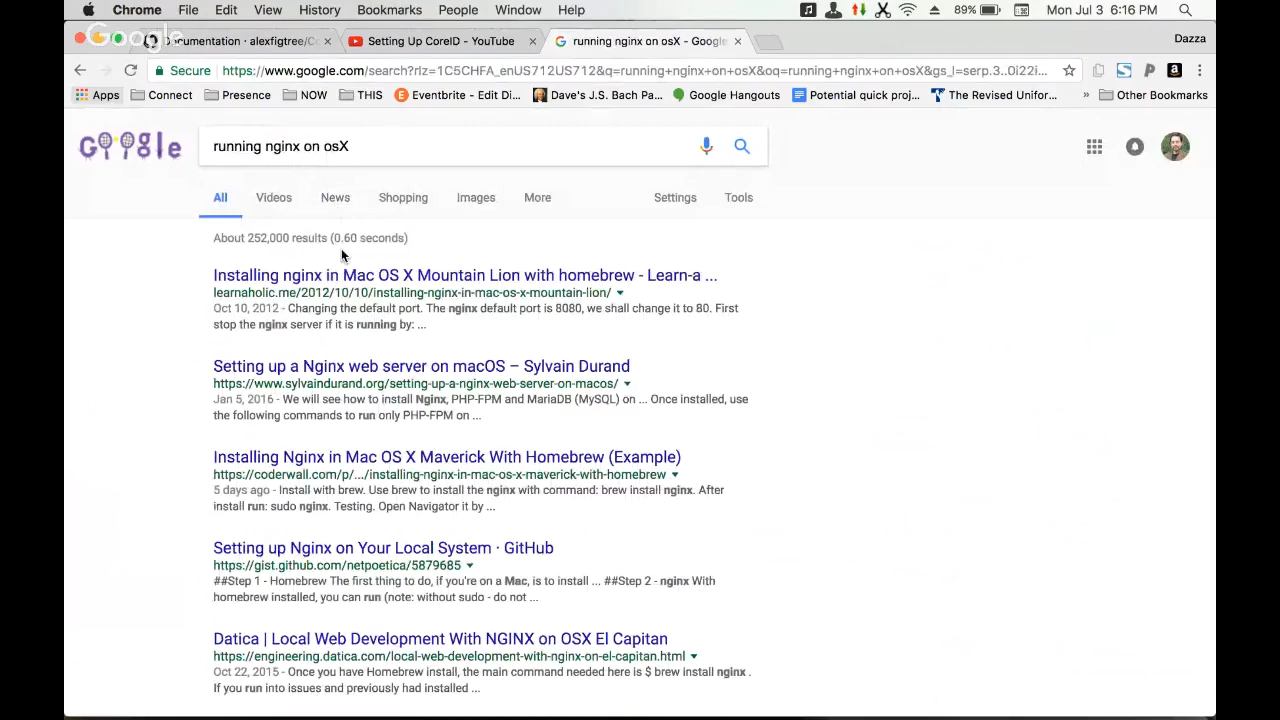 Chrome File Edit View History Bookmarks People Window Help 89% Mon Jul 3 6:16 PM
Google
cumentation · alexfigtree/Co × Setting Up CoreID - YouTube × running nginx on osX - Google × Dazza
Secure https://www.google.com/search?rlz=1C5CHFA_enUS712US712&q=running+nginx+on+osX&oq=running+nginx+on+osX&gs_l=serp.3..0i22i...
Apps Connect Presence NOW THIS Eventbrite - Edit Di... Dave's J.S. Bach Pa... Google Hangouts Potential quick proj... The Revised Unifor... » Other Bookmarks
Google running nginx on osX
All Videos News Shopping Images More Settings Tools
About 252,000 results (0.60 seconds)
Installing nginx in Mac OS X Mountain Lion with homebrew - Learn-a ...
learnaholic.me/2012/10/10/installing-nginx-in-mac-os-x-mountain-lion/
Oct 10, 2012 - Changing the default port. The nginx default port is 8080, we shall change it to 80. First
stop the nginx server if it is running by: ...
Setting up a Nginx web server on macOS – Sylvain Durand
https://www.sylvaindurand.org/setting-up-a-nginx-web-server-on-macos/
Jan 5, 2016 - We will see how to install Nginx, PHP-FPM and MariaDB (MySQL) on ... Once installed, use
the following commands to run only PHP-FPM on ...
Installing Nginx in Mac OS X Maverick With Homebrew (Example)
https://coderwall.com/p/.../installing-nginx-in-mac-os-x-maverick-with-homebrew
5 days ago - Install with brew. Use brew to install the nginx with command: brew install nginx. After
install run: sudo nginx. Testing. Open Navigator it by ...
Setting up Nginx on Your Local System · GitHub
https://gist.github.com/netpoetica/5879685
##Step 1 - Homebrew The first thing to do, if you're on a Mac, is to install ... ##Step 2 - nginx With
homebrew installed, you can run (note: without sudo - do not ...
Datica | Local Web Development With NGINX on OSX El Capitan
https://engineering.datica.com/local-web-development-with-nginx-on-el-capitan.html
Oct 22, 2015 - Once you have Homebrew install, the main command needed here is $ brew install nginx .
If you run into issues and previously had installed ...